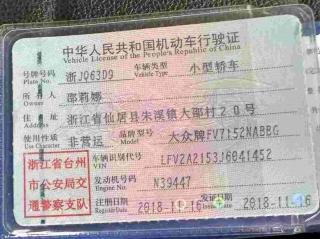 中华人民共和国机动车行驶证
Vehicle License of the People's Republic of China
号牌号码 浙JQ63D9 车辆类型 小型轿车
Plate No. Vehicle Type
所有人 邵莉娜
Owner
住址 浙江省仙居县朱溪镇大邵村20号
Address
使用性质 非营运 品牌型号 大众牌FV7152NABBG
Use Character Model
浙江省台州 车辆识别代号 LFV2A2153J6041452
VIN
市公安局交 发动机号码 N39447
Engine No.
通警察支队 注册日期 2018-11-16 发证日期 2018-11-16
Register Date Issue Date